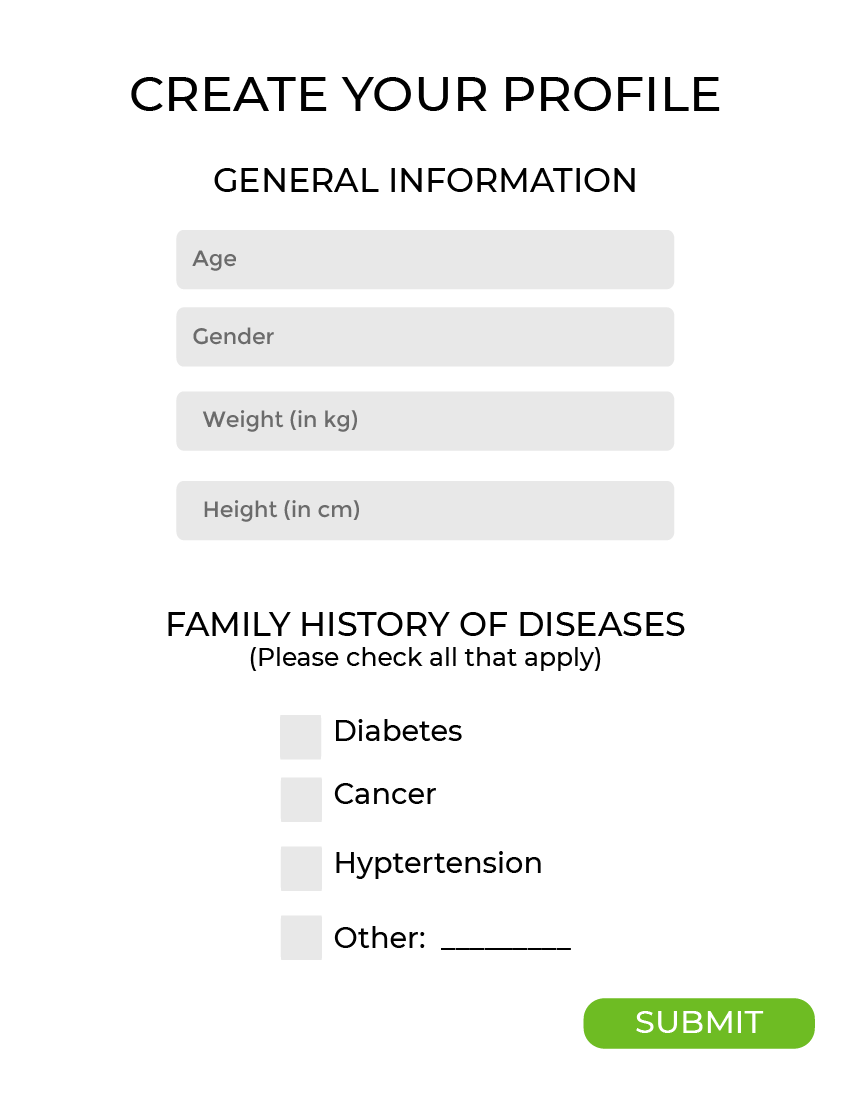 CREATE YOUR PROFILE
GENERAL INFORMATION
Age
Gender
Weight (in kg)
Height (in cm)
FAMILY HISTORY OF DISEASES
(Please check all that apply)
Diabetes
Cancer
Hyptertension
Other: _________
SUBMIT